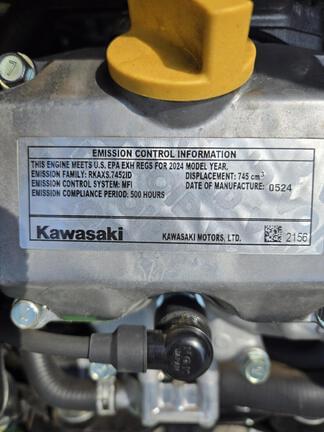 EMISSION CONTROL INFORMATION
THIS ENGINE MEETS U.S. EPA EXH REGS FOR 2024 MODEL YEAR,
EMISSION FAMILY: RKAXS.7452ID DISPLACEMENT: 745 cm³
EMISSION CONTROL SYSTEM: MFI DATE OF MANUFACTURE: 0524
EMISSION COMPLIANCE PERIOD: 500 HOURS
Kawasaki KAWASAKI MOTORS, LTD. 2156
NGK